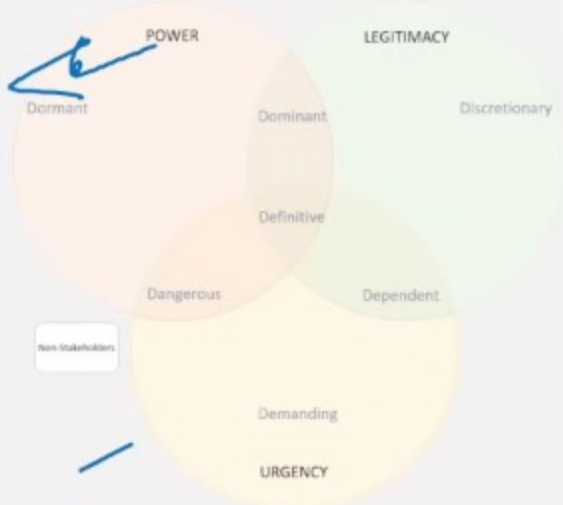 POWER
LEGITIMACY
Dormant
Dominant
Discretionary
Definitive
Dangerous
Dependent
Non-Stakeholders
Demanding
URGENCY